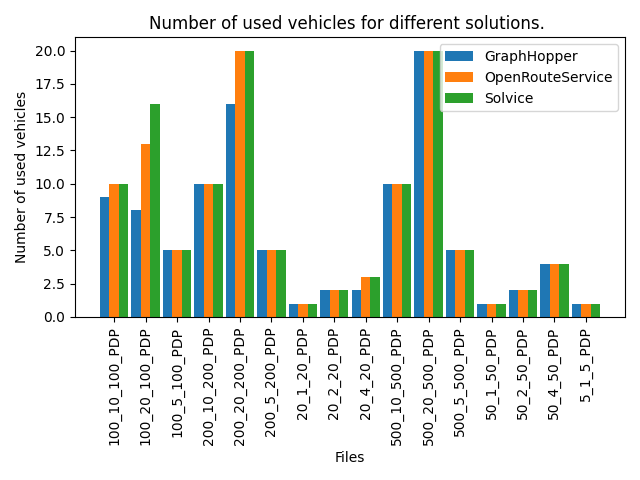 Number of used vehicles for different solutions.
GraphHopper
OpenRouteService
Solvice
Number of used vehicles
20.0
17.5
15.0
12.5
10.0
7.5
5.0
2.5
0.0
100_10_100_PDP
100_20_100_PDP
100_5_100_PDP
200_10_200_PDP
200_20_200_PDP
200_5_200_PDP
20_1_20_PDP
20_2_20_PDP
20_4_20_PDP
500_10_500_PDP
500_20_500_PDP
500_5_500_PDP
50_1_50_PDP
50_2_50_PDP
50_4_50_PDP
5_1_5_PDP
Files